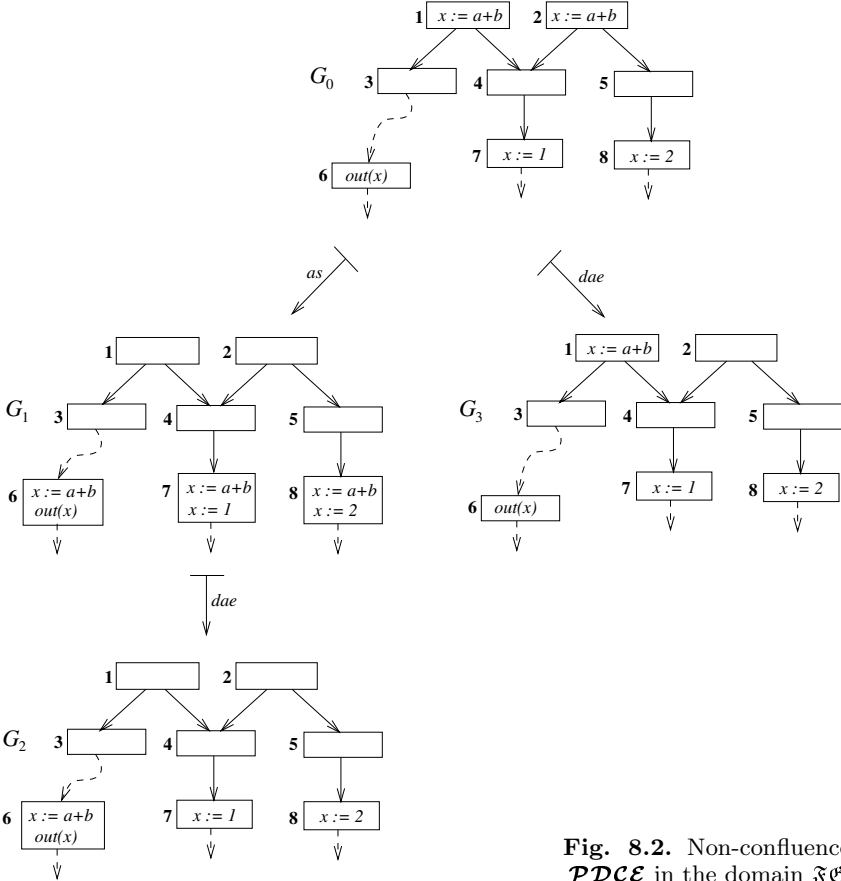 1 x := a+b 2 x := a+b
G0 3 4 5
7 x := 1 8 x := 2
6 out(x)
as dae
1 2
G1 3 4 5
6 x := a+b
out(x)
7 x := a+b
x := 1
8 x := a+b
x := 2
1 x := a+b 2
G3 3 4 5
7 x := 1 8 x := 2
6 out(x)
dae
1 2
G2 3 4 5
6 x := a+b
out(x)
7 x := 1 8 x := 2
Fig. 8.2. Non-confluence
PDCE in the domain